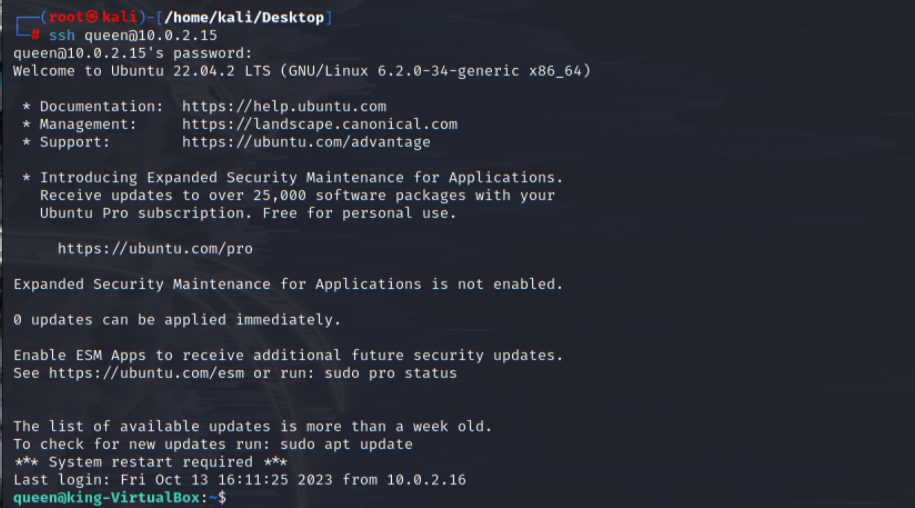 ┌──(root㉿kali)-[/home/kali/Desktop]
└─# ssh queen@10.0.2.15
queen@10.0.2.15's password:
Welcome to Ubuntu 22.04.2 LTS (GNU/Linux 6.2.0-34-generic x86_64)
* Documentation:  https://help.ubuntu.com
* Management:     https://landscape.canonical.com
* Support:        https://ubuntu.com/advantage
* Introducing Expanded Security Maintenance for Applications.
Receive updates to over 25,000 software packages with your
Ubuntu Pro subscription. Free for personal use.
https://ubuntu.com/pro
Expanded Security Maintenance for Applications is not enabled.
0 updates can be applied immediately.
Enable ESM Apps to receive additional future security updates.
See https://ubuntu.com/esm or run: sudo pro status
The list of available updates is more than a week old.
To check for new updates run: sudo apt update
*** System restart required ***
Last login: Fri Oct 13 16:11:25 2023 from 10.0.2.16
queen@king-VirtualBox:~$